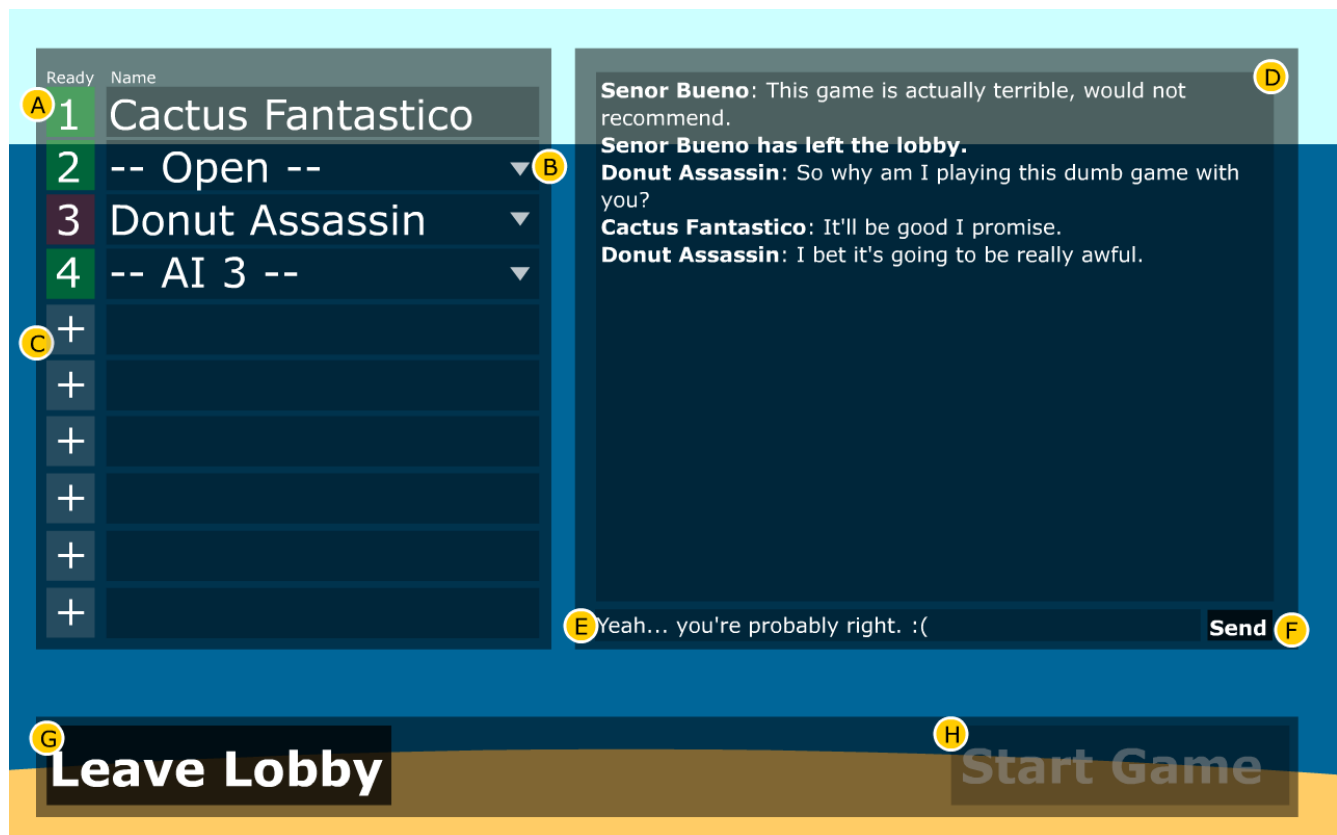 Ready Name
A 1 Cactus Fantastico
2 -- Open -- B
3 Donut Assassin
4 -- AI 3 --
C +
+
+
+
+
+
D
Senor Bueno: This game is actually terrible, would not
recommend.
Senor Bueno has left the lobby.
Donut Assassin: So why am I playing this dumb game with
you?
Cactus Fantastico: It'll be good I promise.
Donut Assassin: I bet it's going to be really awful.
E Yeah... you're probably right. :( Send F
G Leave Lobby
H Start Game